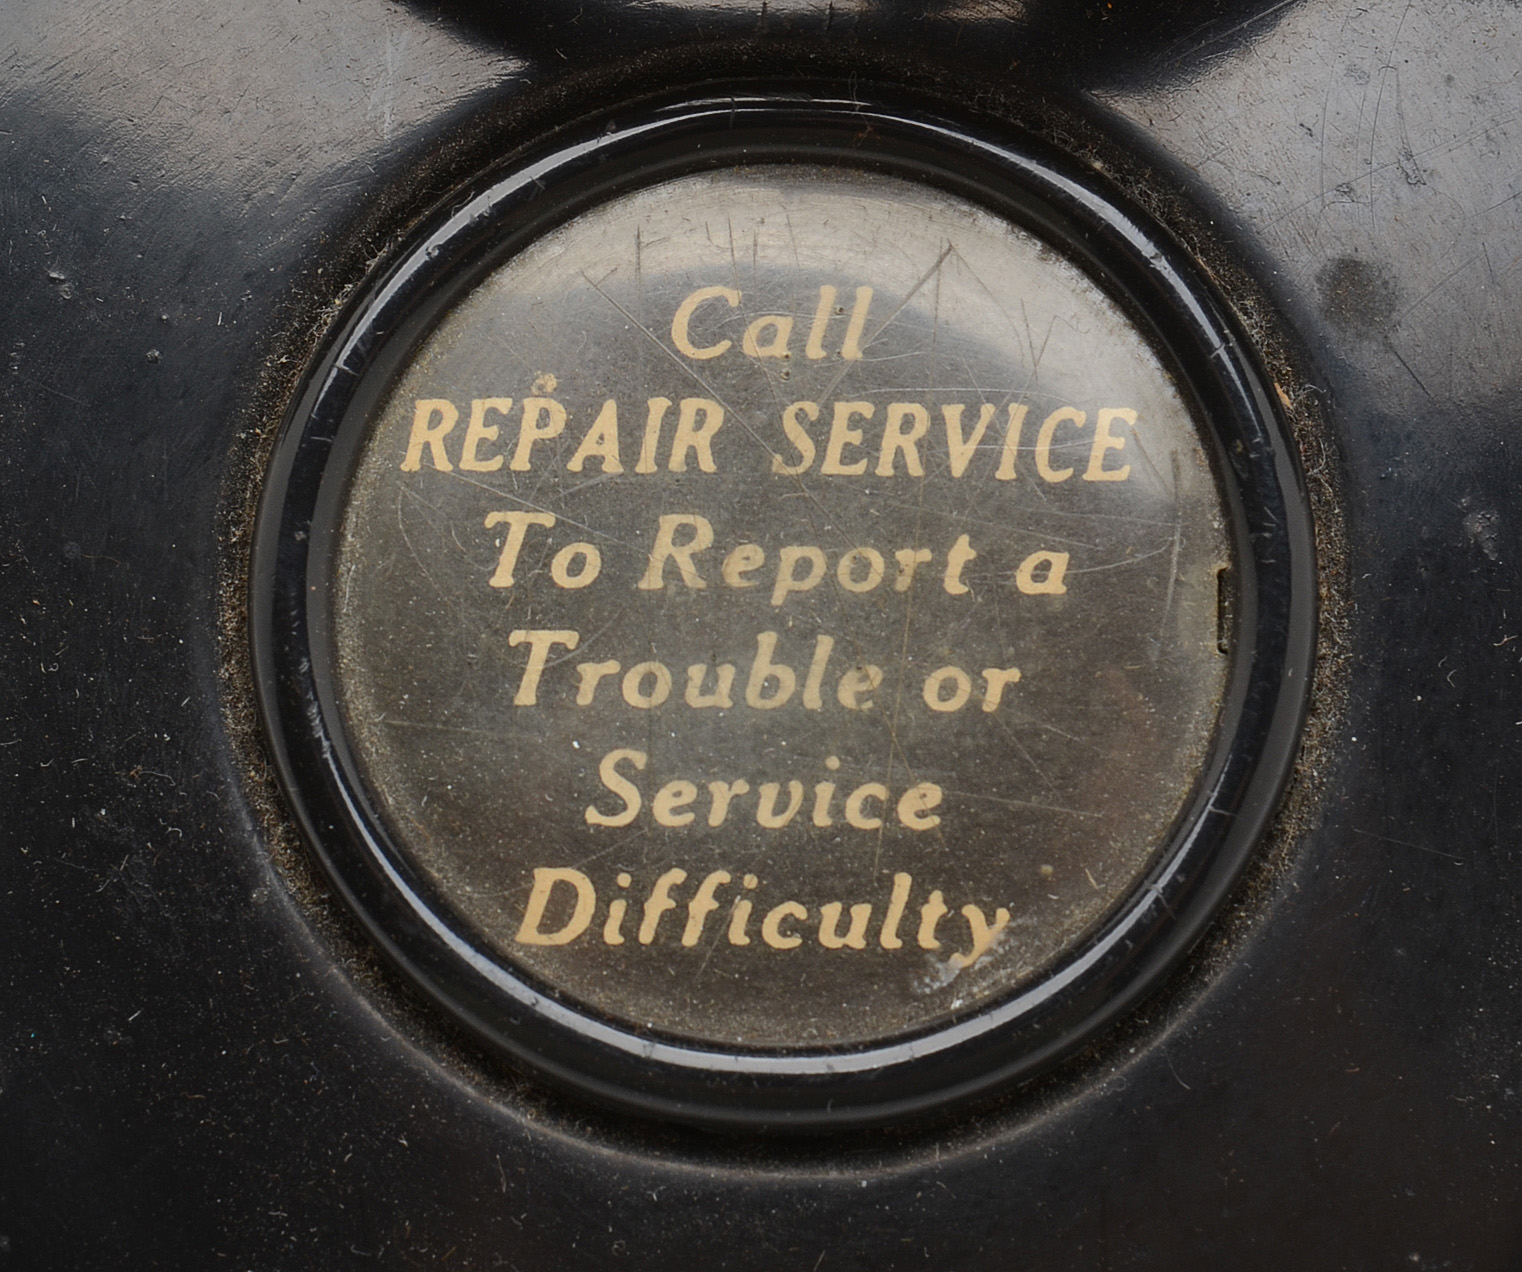 Call
REPAIR SERVICE
To Report a
Trouble or
Service
Difficulty